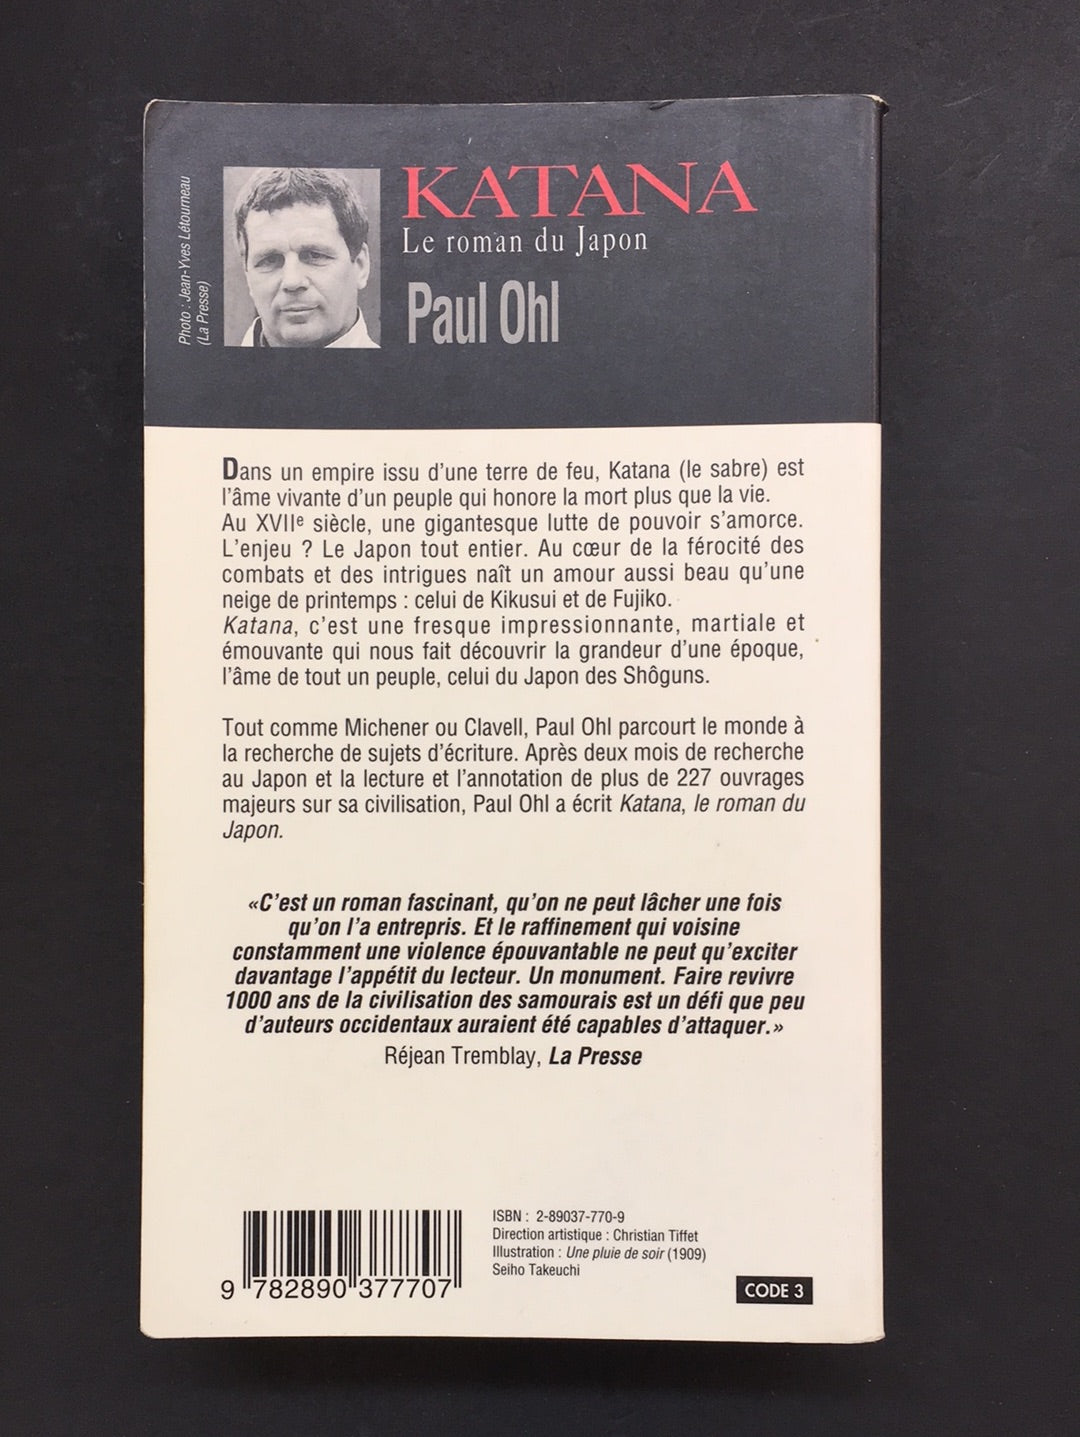 Photo : Jean-Yves Létourneau
(La Presse)
KATANA
Le roman du Japon
Paul Ohl
Dans un empire issu d'une terre de feu, Katana (le sabre) est
l'âme vivante d'un peuple qui honore la mort plus que la vie.
Au XVIIe siècle, une gigantesque lutte de pouvoir s'amorce.
L'enjeu ? Le Japon tout entier. Au cœur de la férocité des
combats et des intrigues naît un amour aussi beau qu'une
neige de printemps : celui de Kikusui et de Fujiko.
Katana, c'est une fresque impressionnante, martiale et
émouvante qui nous fait découvrir la grandeur d'une époque,
l'âme de tout un peuple, celui du Japon des Shôguns.
Tout comme Michener ou Clavell, Paul Ohl parcourt le monde à
la recherche de sujets d'écriture. Après deux mois de recherche
au Japon et la lecture et l'annotation de plus de 227 ouvrages
majeurs sur sa civilisation, Paul Ohl a écrit Katana, le roman du
Japon.
«C'est un roman fascinant, qu'on ne peut lâcher une fois
qu'on l'a entrepris. Et le raffinement qui voisine
constamment une violence épouvantable ne peut qu'exciter
davantage l'appétit du lecteur. Un monument. Faire revivre
1000 ans de la civilisation des samourais est un défi que peu
d'auteurs occidentaux auraient été capables d'attaquer.»
Réjean Tremblay, La Presse
ISBN : 2-89037-770-9
Direction artistique : Christian Tiffet
Illustration : Une pluie de soir (1909)
Seiho Takeuchi
9 782890 377707
CODE 3